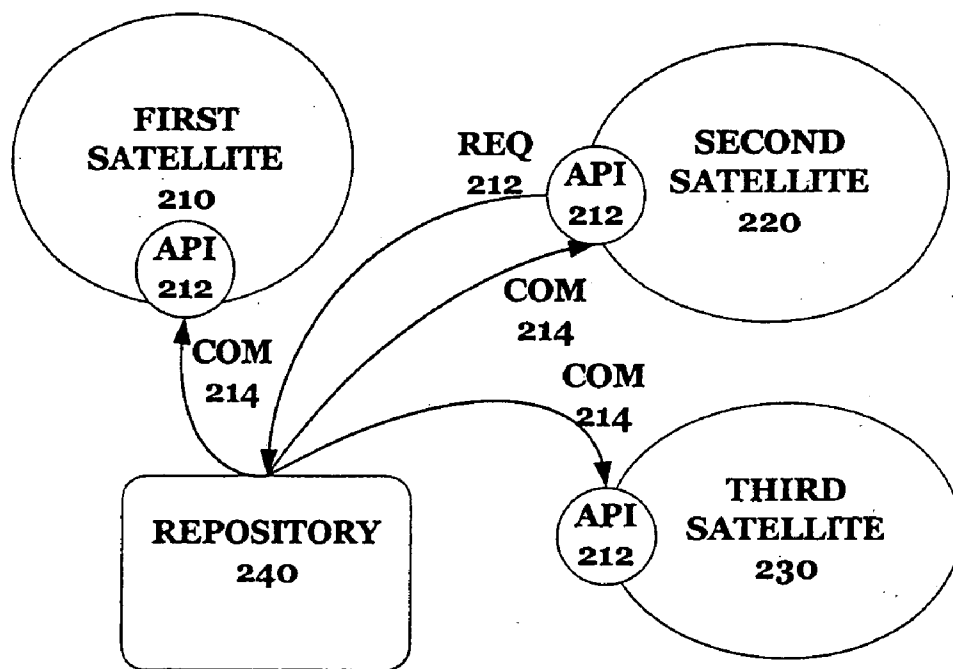 FIRST
SATELLITE
210
API
212
COM
214
REQ
212
API
212
SECOND
SATELLITE
220
COM
214
COM
214
API
212
THIRD
SATELLITE
230
REPOSITORY
240